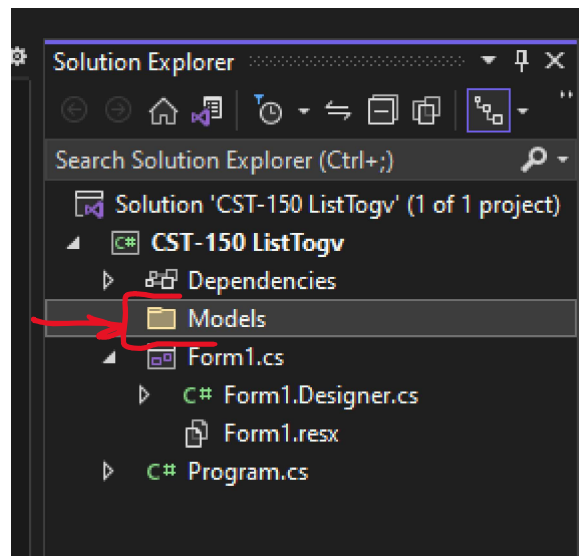 Solution Explorer
Search Solution Explorer (Ctrl+;)
Solution 'CST-150 ListTogv' (1 of 1 project)
C# CST-150 ListTogv
Dependencies
Models
Form1.cs
C# Form1.Designer.cs
Form1.resx
C# Program.cs